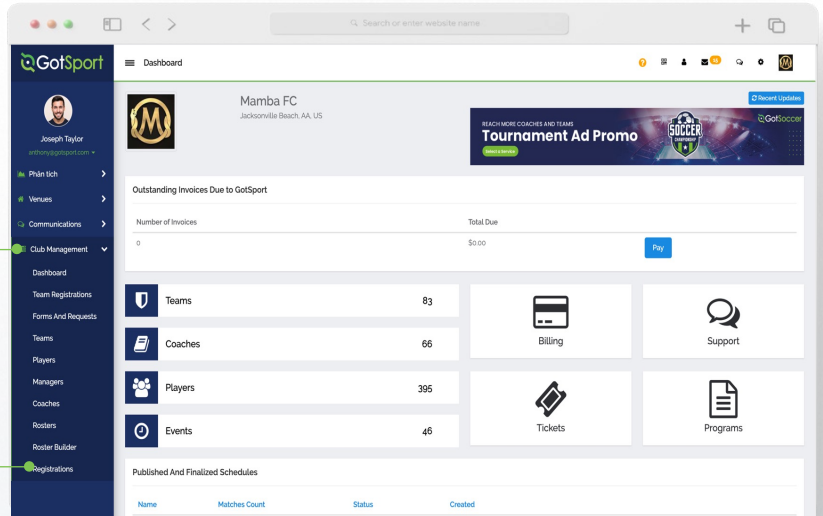 Search or enter website name
GotSport
Dashboard
Joseph Taylor
anthony@gotsport.com
Phân tích
Venues
Communications
Club Management
Dashboard
Team Registrations
Forms And Requests
Teams
Players
Managers
Coaches
Rosters
Roster Builder
Registrations
Mamba FC
Jacksonville Beach, AA, US
Recent Updates
REACH MORE COACHES AND TEAMS
Tournament Ad Promo
Select a Service
SOCCER
CHAMPIONSHIP
GotSoccer
Outstanding Invoices Due to GotSport
Number of Invoices Total Due
0 $0.00 Pay
Teams 83
Coaches 66
Players 395
Events 46
Billing
Support
Tickets
Programs
Published And Finalized Schedules
Name Matches Count Status Created